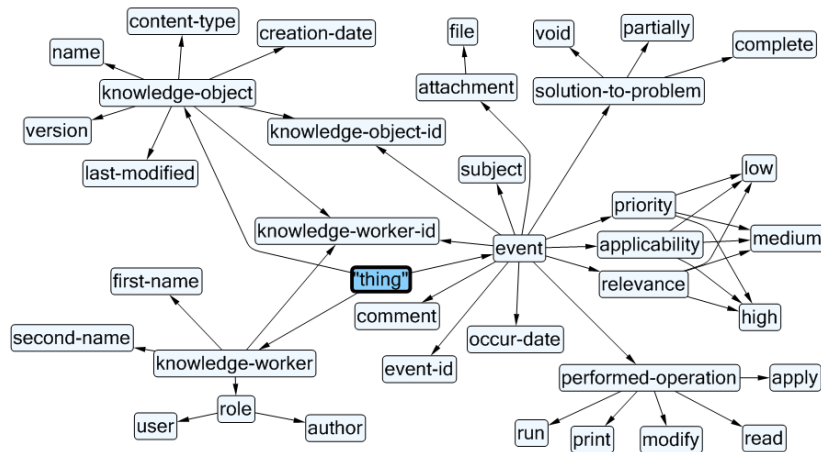 content-type
file
void
partially
creation-date
name
complete
knowledge-object
attachment
solution-to-problem
version
knowledge-object-id
last-modified
subject
low
priority
knowledge-worker-id
event
applicability
medium
"thing"
first-name
relevance
comment
high
second-name
occur-date
knowledge-worker
event-id
performed-operation
apply
role
user
author
run
print
modify
read